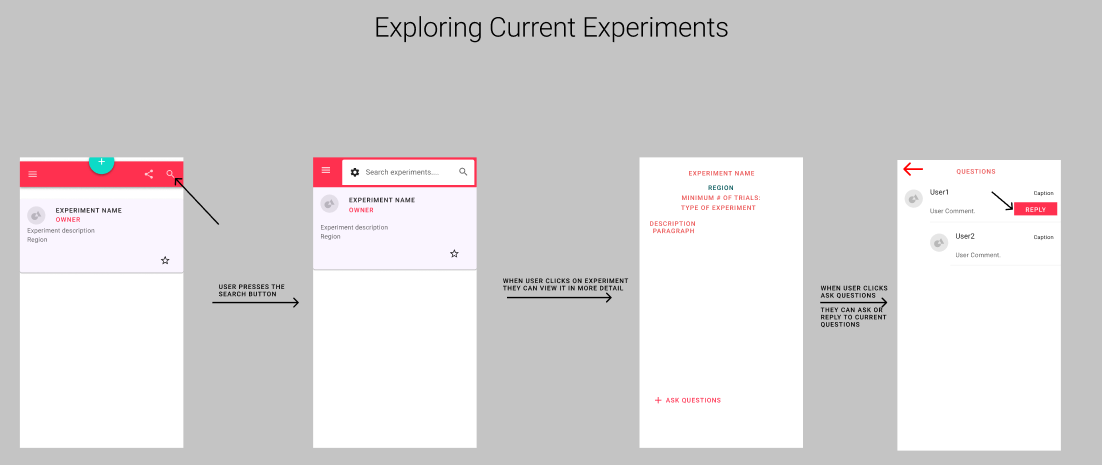 Exploring Current Experiments
EXPERIMENT NAME
OWNER
Experiment description
Region
USER PRESSES THE
SEARCH BUTTON
Search experiments....
EXPERIMENT NAME
OWNER
Experiment description
Region
WHEN USER CLICKS ON EXPERIMENT
THEY CAN VIEW IT IN MORE DETAIL
EXPERIMENT NAME
REGION
MINIMUM # OF TRIALS:
TYPE OF EXPERIMENT
DESCRIPTION
PARAGRAPH
+ ASK QUESTIONS
WHEN USER CLICKS
ASK QUESTIONS
THEY CAN ASK OR
REPLY TO CURRENT
QUESTIONS
QUESTIONS
User1
Caption
User Comment.
REPLY
User2
Caption
User Comment.